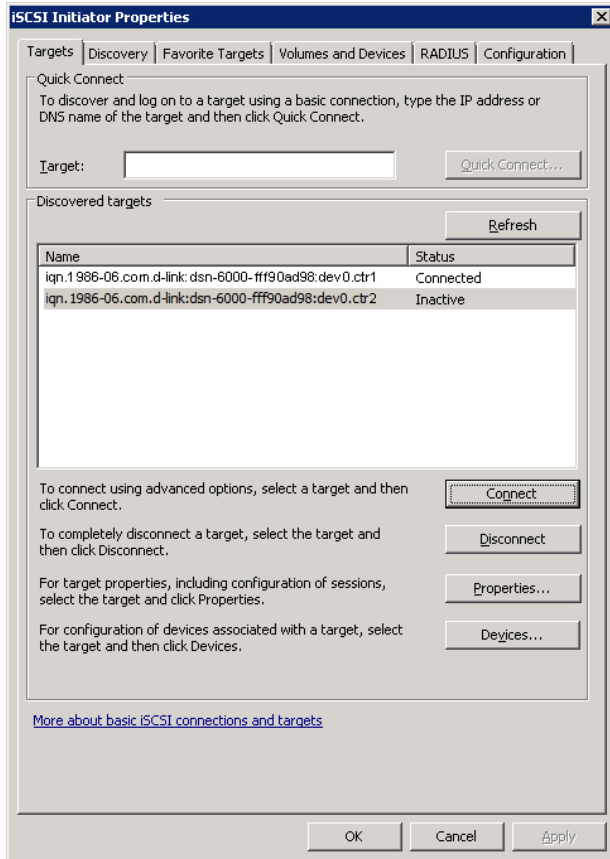 iSCSI Initiator Properties
Targets Discovery Favorite Targets Volumes and Devices RADIUS Configuration
Quick Connect
To discover and log on to a target using a basic connection, type the IP address or
DNS name of the target and then click Quick Connect.
Target: Quick Connect...
Discovered targets
Refresh
Name Status
iqn.1986-06.com.d-link:dsn-6000-fff90ad98:dev0.ctr1 Connected
iqn.1986-06.com.d-link:dsn-6000-fff90ad98:dev0.ctr2 Inactive
To connect using advanced options, select a target and then
click Connect.
Connect
To completely disconnect a target, select the target and
then click Disconnect.
Disconnect
For target properties, including configuration of sessions,
select the target and click Properties.
Properties...
For configuration of devices associated with a target, select
the target and then click Devices.
Devices...
More about basic iSCSI connections and targets
OK Cancel Apply